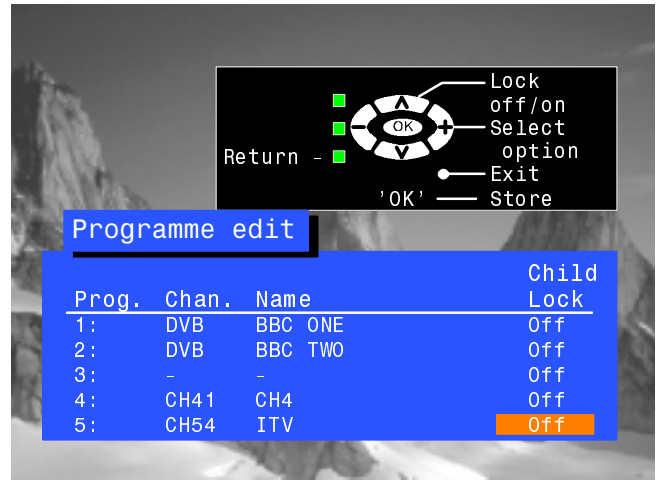 Lock
off/on
OK
Select
option
Return -
Exit
'OK' Store
Programme edit
Child
Prog. Chan. Name Lock
1: DVB BBC ONE Off
2: DVB BBC TWO Off
3: - - Off
4: CH41 CH4 Off
5: CH54 ITV Off